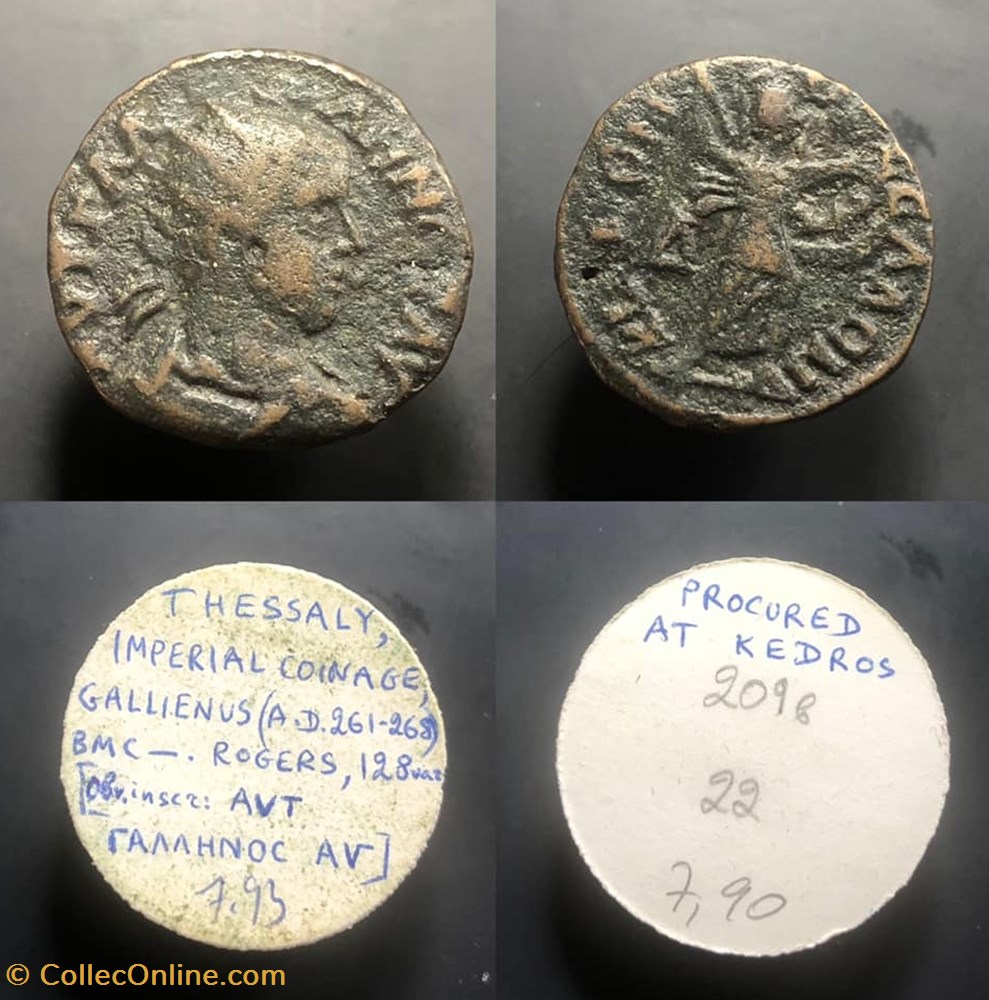 THESSALY,
IMPERIAL COINAGE,
GALLIENUS (A.D. 261-268)
BMC —. ROGERS, 128 var
[Obv. inscr: AVT
ΓΑΛΛΗΝΟC AV]
7.93
PROCURED
AT KEDROS
209B
22
7,90
© CollecOnline.com